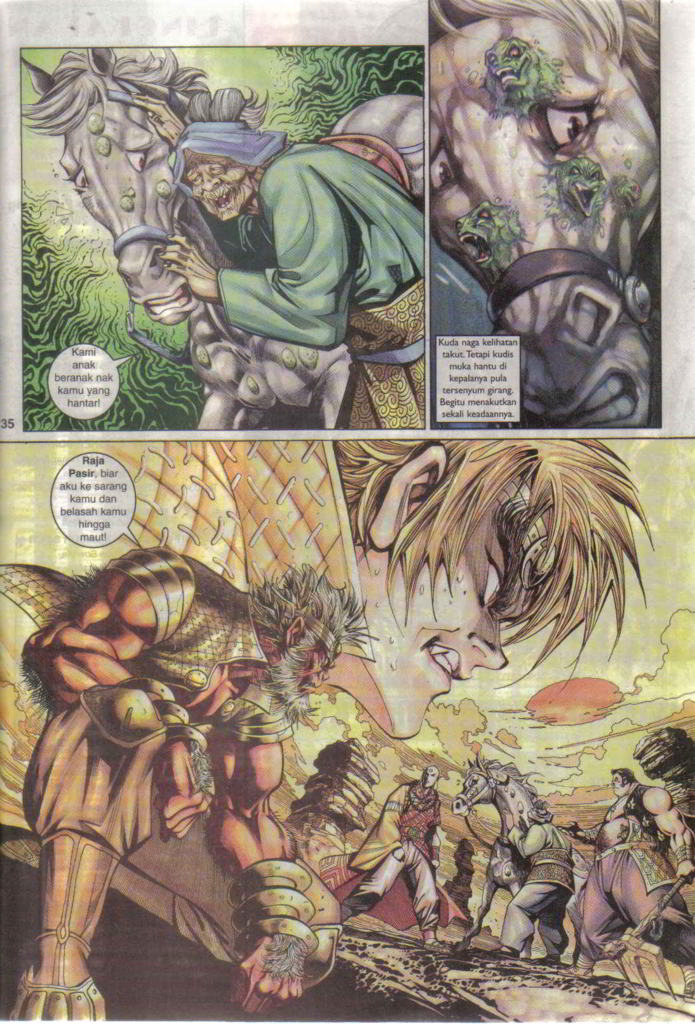 Kami
anak
beranak nak
kamu yang
hantar!
Kuda naga kelihatan
takut. Tetapi kudis
muka hantu di
kepalanya pula
tersenyum girang.
Begitu menakutkan
sekali keadaannya.
35
Raja
Pasir, biar
aku ke sarang
kamu dan
belasah kamu
hingga
maut!